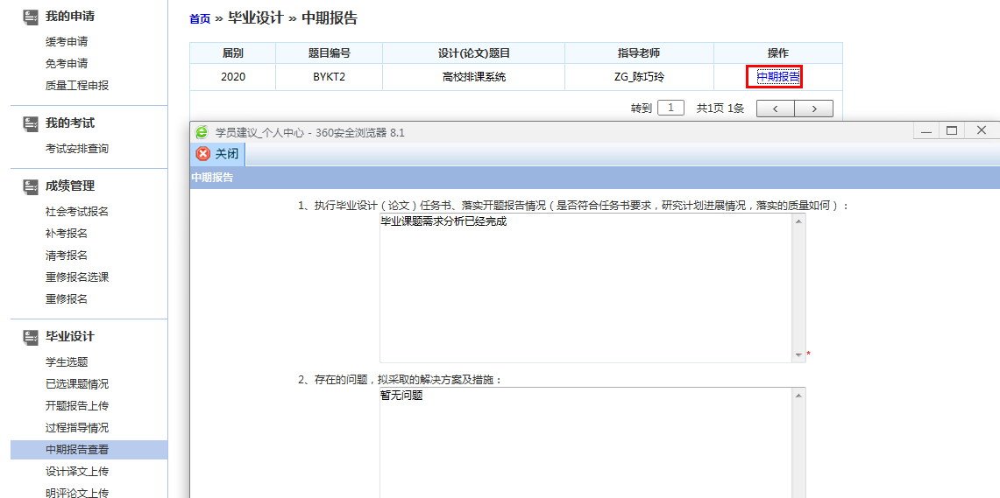 我的申请
缓考申请
免考申请
质量工程申报
我的考试
考试安排查询
成绩管理
社会考试报名
补考报名
清考报名
重修报名选课
重修报名
毕业设计
学生选题
已选课题情况
开题报告上传
过程指导情况
中期报告查看
设计译文上传
明评论文上传
首页 » 毕业设计 » 中期报告
届别 题目编号 设计(论文)题目 指导老师 操作
2020 BYKT2 高校排课系统 ZG_陈巧玲 中期报告
转到 1 共1页 1条 < >
学员建议_个人中心 - 360安全浏览器 8.1
关闭
中期报告
1、执行毕业设计（论文）任务书、落实开题报告情况（是否符合任务书要求，研究计划进展情况，落实的质量如何）：
毕业课题需求分析已经完成
*
2、存在的问题，拟采取的解决方案及措施：
暂无问题